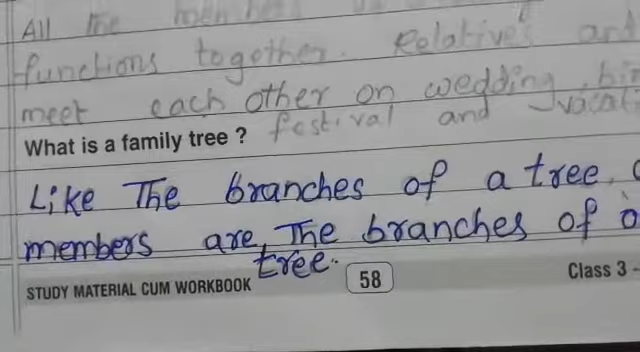 All the
functions together. Relatives and
meet each other on wedding,
festival and
What is a family tree ?
Like The branches of a tree,
members are, The branches of
tree.
STUDY MATERIAL CUM WORKBOOK 58 Class 3 -